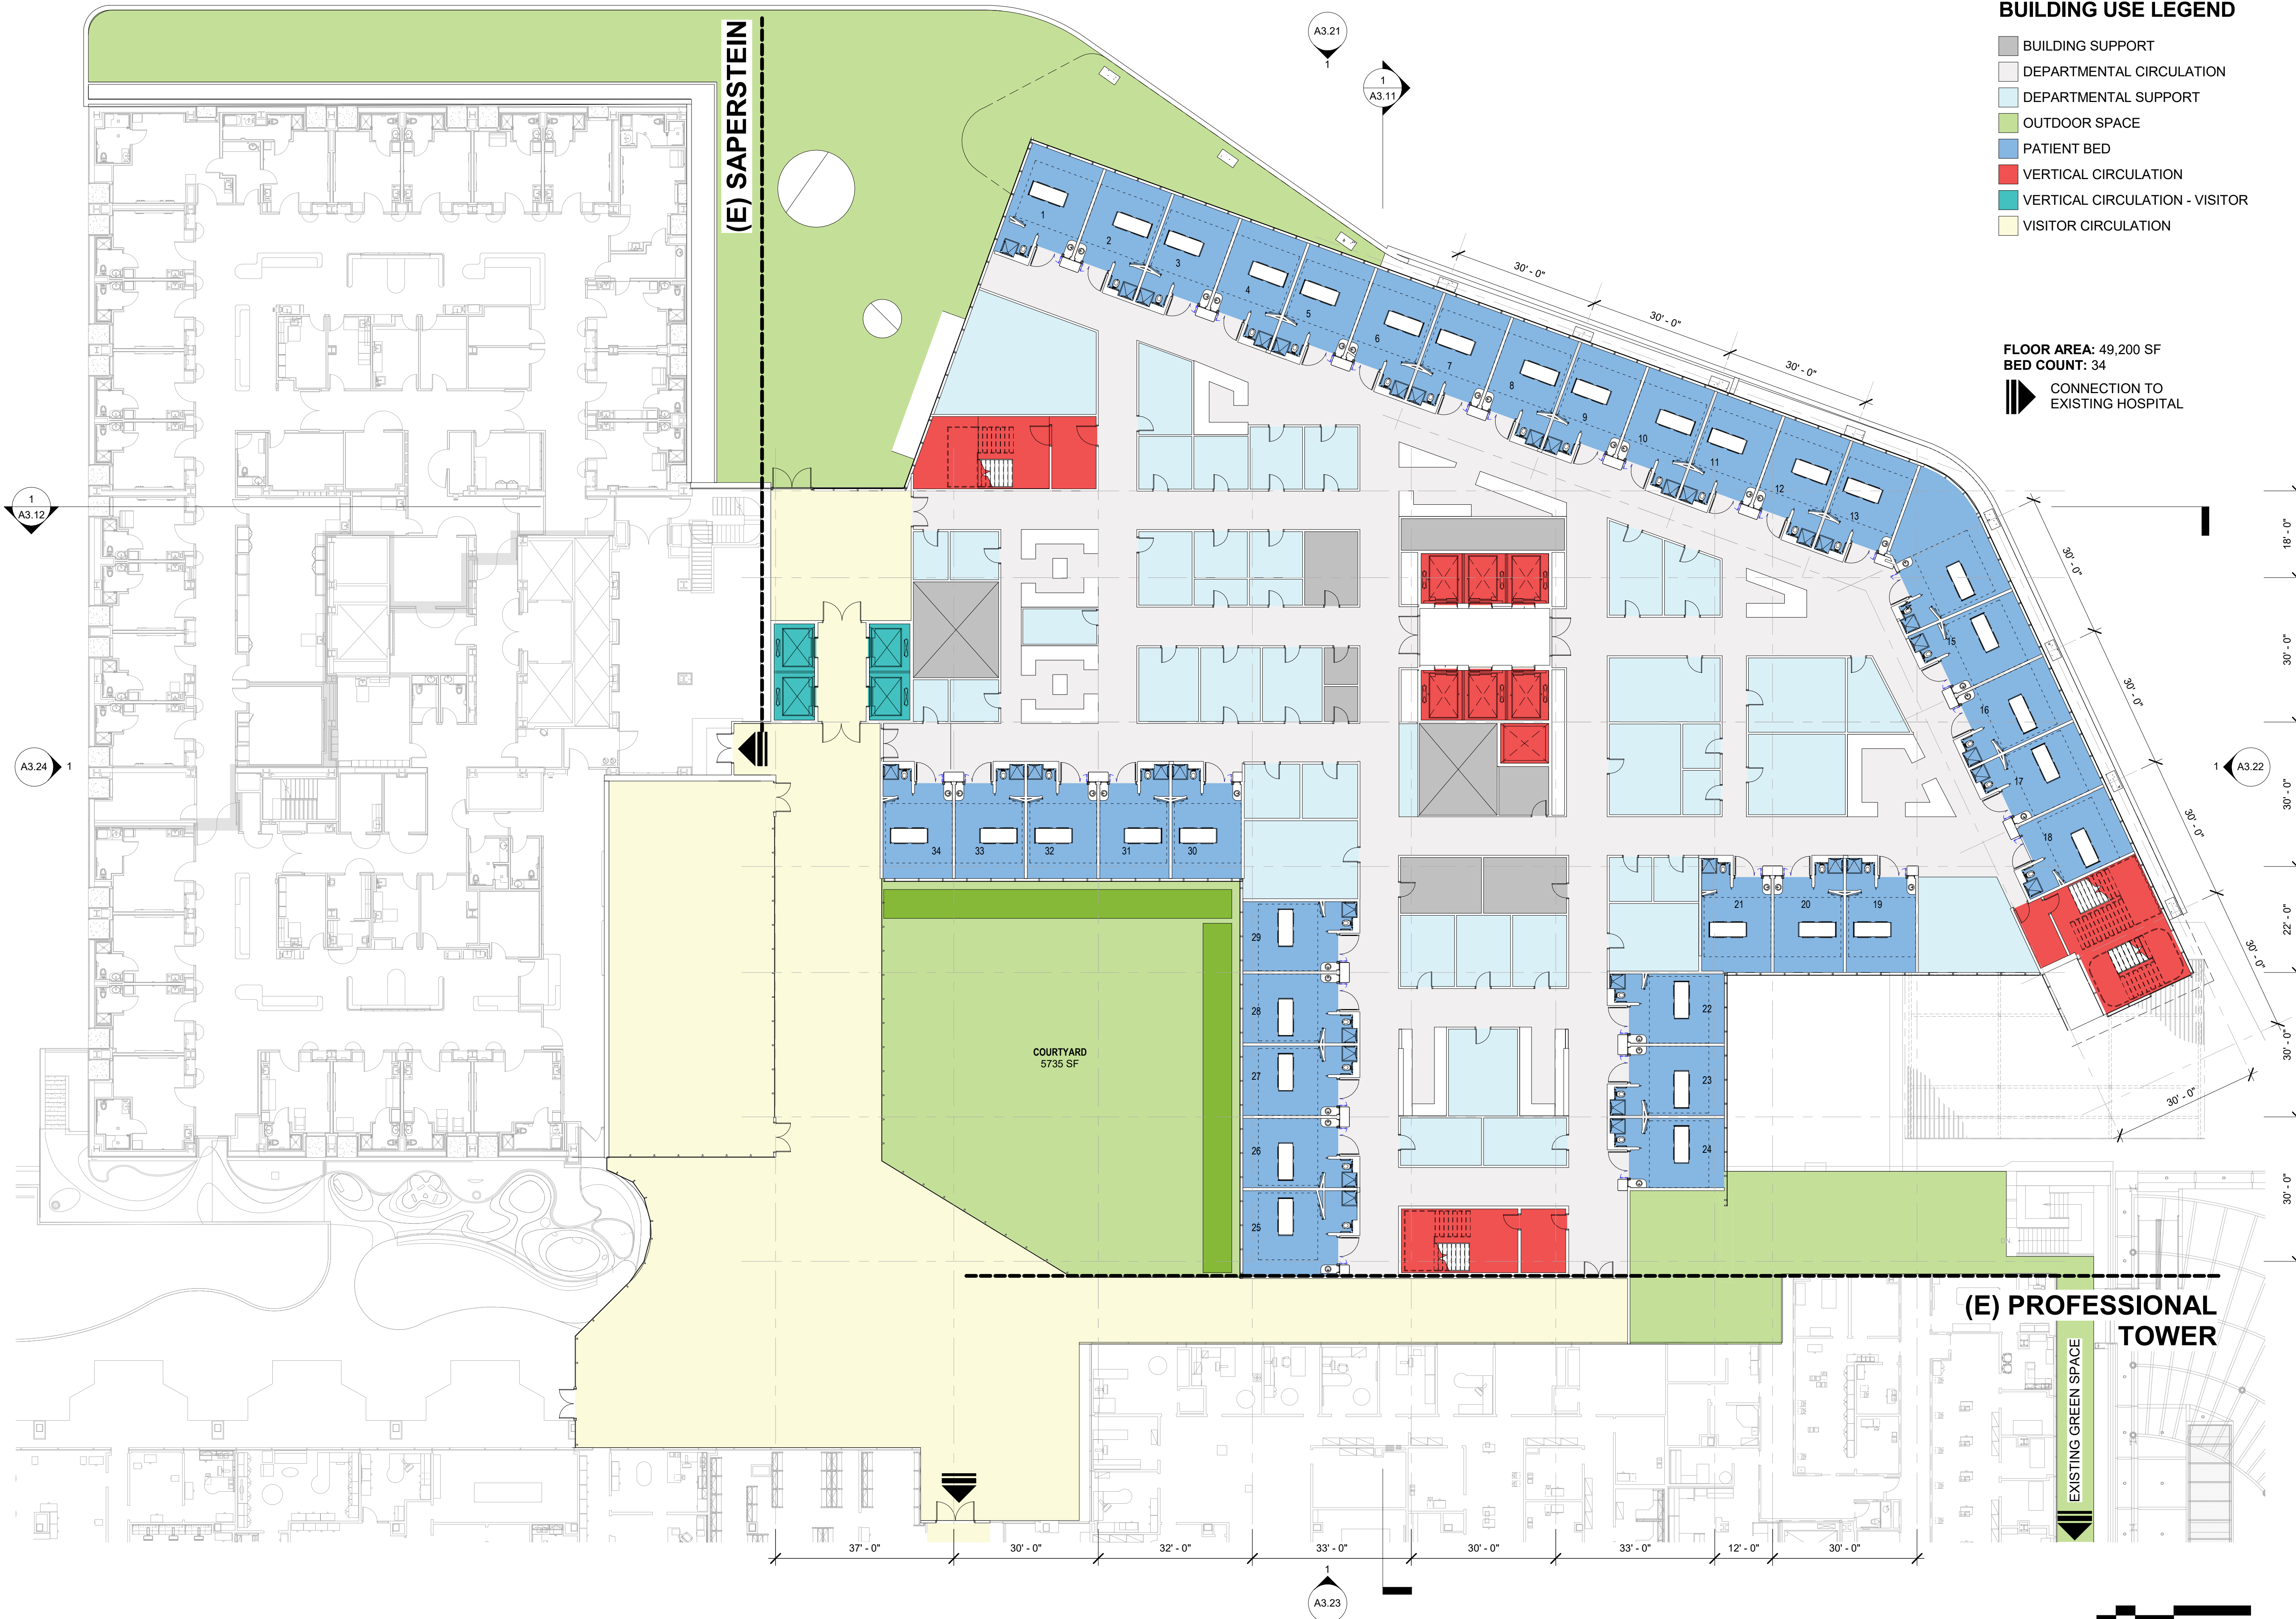 BUILDING USE LEGEND
BUILDING SUPPORT
DEPARTMENTAL CIRCULATION
DEPARTMENTAL SUPPORT
OUTDOOR SPACE
PATIENT BED
VERTICAL CIRCULATION
VERTICAL CIRCULATION - VISITOR
VISITOR CIRCULATION
FLOOR AREA: 49,200 SF
BED COUNT: 34
CONNECTION TO
EXISTING HOSPITAL
(E) SAPERSTEIN
A3.21
1
1
A3.11
1
A3.12
A3.24
1
1
A3.22
1
A3.23
1
2
3
4
5
6
7
8
9
10
11
12
13
15
16
17
18
19
20
21
22
23
24
25
26
27
28
29
30
31
32
33
34
COURTYARD
5735 SF
30' - 0"
30' - 0"
30' - 0"
30' - 0"
30' - 0"
30' - 0"
30' - 0"
30' - 0"
18' - 0"
30' - 0"
30' - 0"
22' - 0"
30' - 0"
30' - 0"
(E) PROFESSIONAL
TOWER
EXISTING GREEN SPACE
37' - 0"
30' - 0"
32' - 0"
33' - 0"
30' - 0"
33' - 0"
12' - 0"
30' - 0"